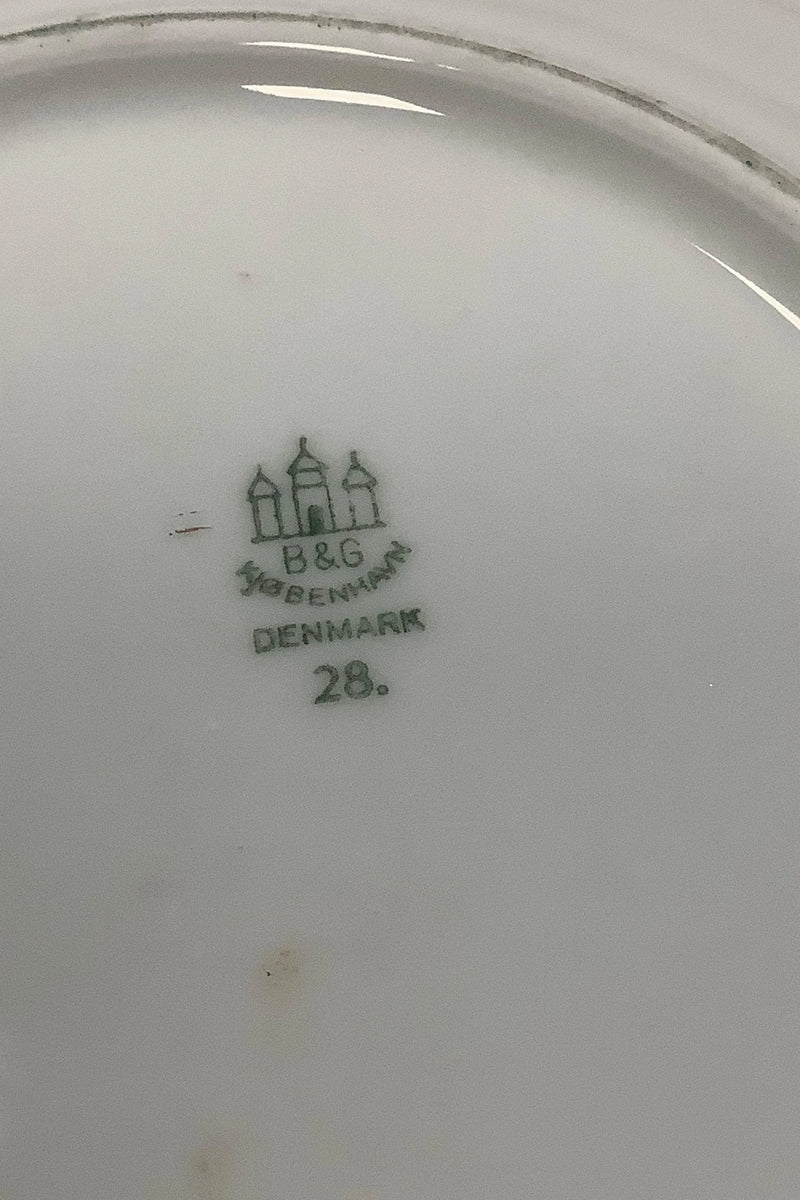 B&G
KJØBENHAVN
DENMARK
28.